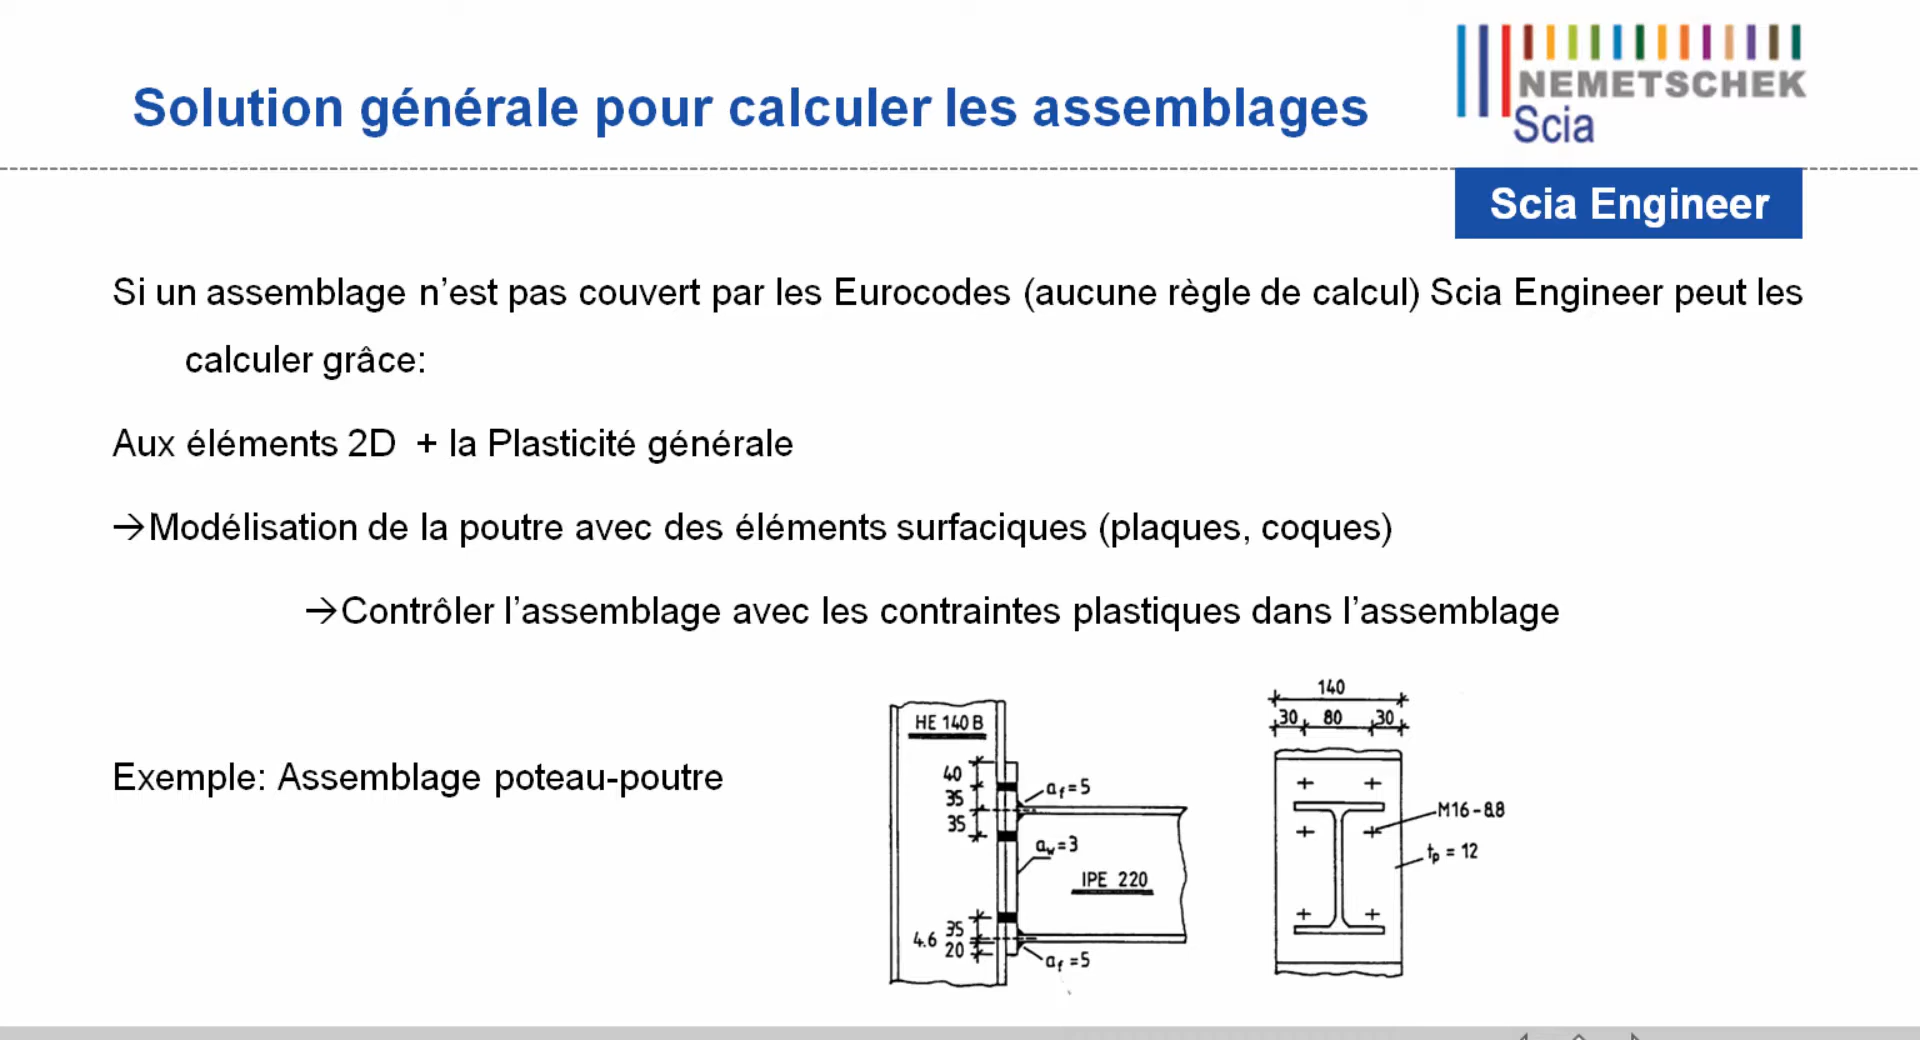 Solution générale pour calculer les assemblages
NEMETSCHEK
Scia
Scia Engineer
Si un assemblage n’est pas couvert par les Eurocodes (aucune règle de calcul) Scia Engineer peut les
calculer grâce:
Aux éléments 2D + la Plasticité générale
→Modélisation de la poutre avec des éléments surfaciques (plaques, coques)
→Contrôler l’assemblage avec les contraintes plastiques dans l’assemblage
Exemple: Assemblage poteau-poutre
HE 140 B
40
35
35
af=5
aw=3
IPE 220
35
4.6
20
af=5
140
30 80 30
M16-8.8
tp = 12